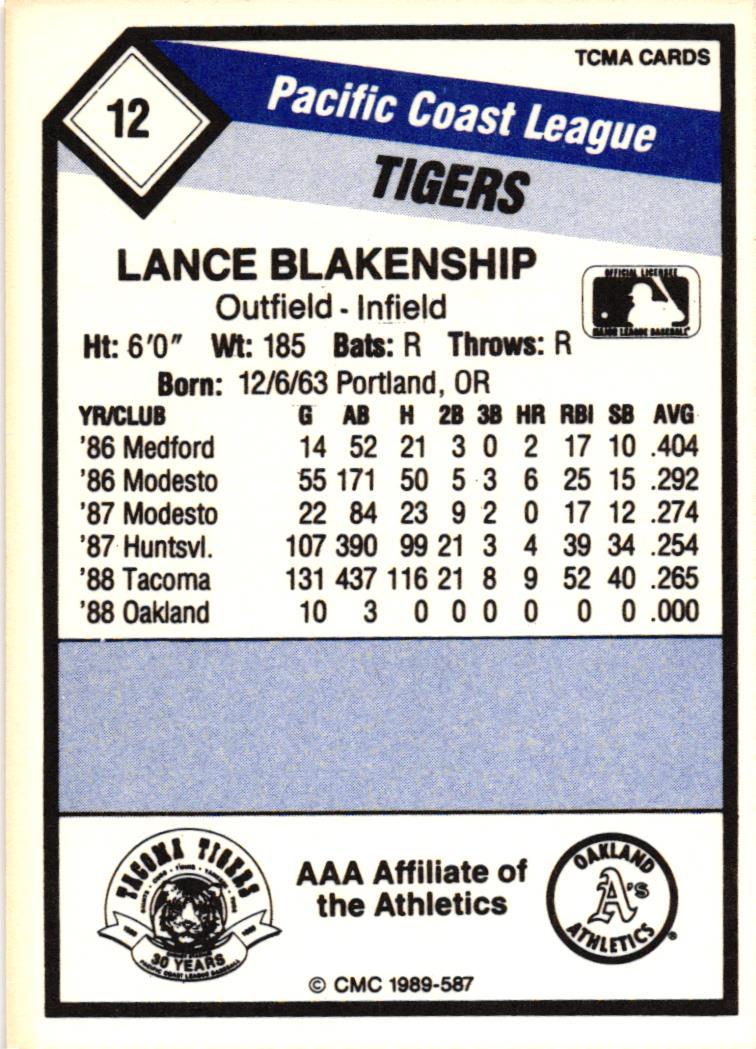 TCMA CARDS
12
Pacific Coast League
TIGERS
LANCE BLAKENSHIP
Outfield - Infield
OFFICIAL LICENSEE
MAJOR LEAGUE BASEBALL
Ht: 6'0" Wt: 185 Bats: R Throws: R
Born: 12/6/63 Portland, OR
YR/CLUB G AB H 2B 3B HR RBI SB AVG
'86 Medford 14 52 21 3 0 2 17 10 .404
'86 Modesto 55 171 50 5 3 6 25 15 .292
'87 Modesto 22 84 23 9 2 0 17 12 .274
'87 Huntsvl. 107 390 99 21 3 4 39 34 .254
'88 Tacoma 131 437 116 21 8 9 52 40 .265
'88 Oakland 10 3 0 0 0 0 0 0 .000
TACOMA TIGERS
30 YEARS
PACIFIC COAST LEAGUE BASEBALL
AAA Affiliate of
the Athletics
OAKLAND
A's
ATHLETICS
®
© CMC 1989-587